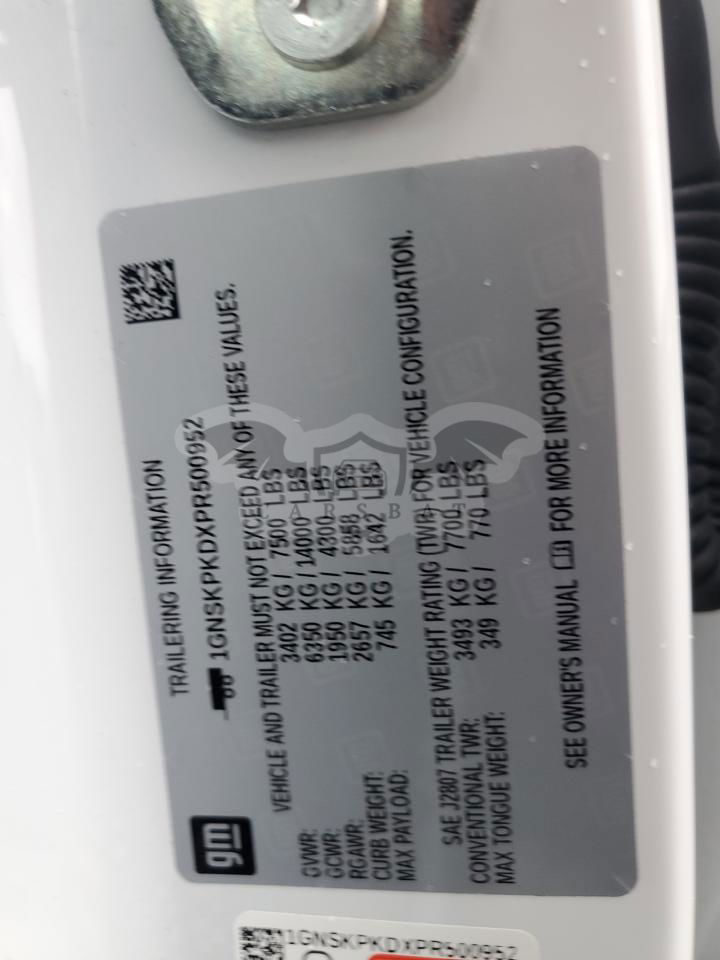 TRAILERING INFORMATION
1GNSKPKDXPR500952
VEHICLE AND TRAILER MUST NOT EXCEED ANY OF THESE VALUES.
GVWR: 3402 KG / 7500 LBS
GCWR: 6350 KG / 14000 LBS
RGAWR: 1950 KG / 4300 LBS
CURB WEIGHT: 2657 KG / 5858 LBS
MAX PAYLOAD: 745 KG / 1642 LBS
SAE J2807 TRAILER WEIGHT RATING (TWR) FOR VEHICLE CONFIGURATION.
CONVENTIONAL TWR: 3493 KG / 7700 LBS
MAX TONGUE WEIGHT: 349 KG / 770 LBS
SEE OWNER'S MANUAL FOR MORE INFORMATION
gm
1GNSKPKDXPR500952